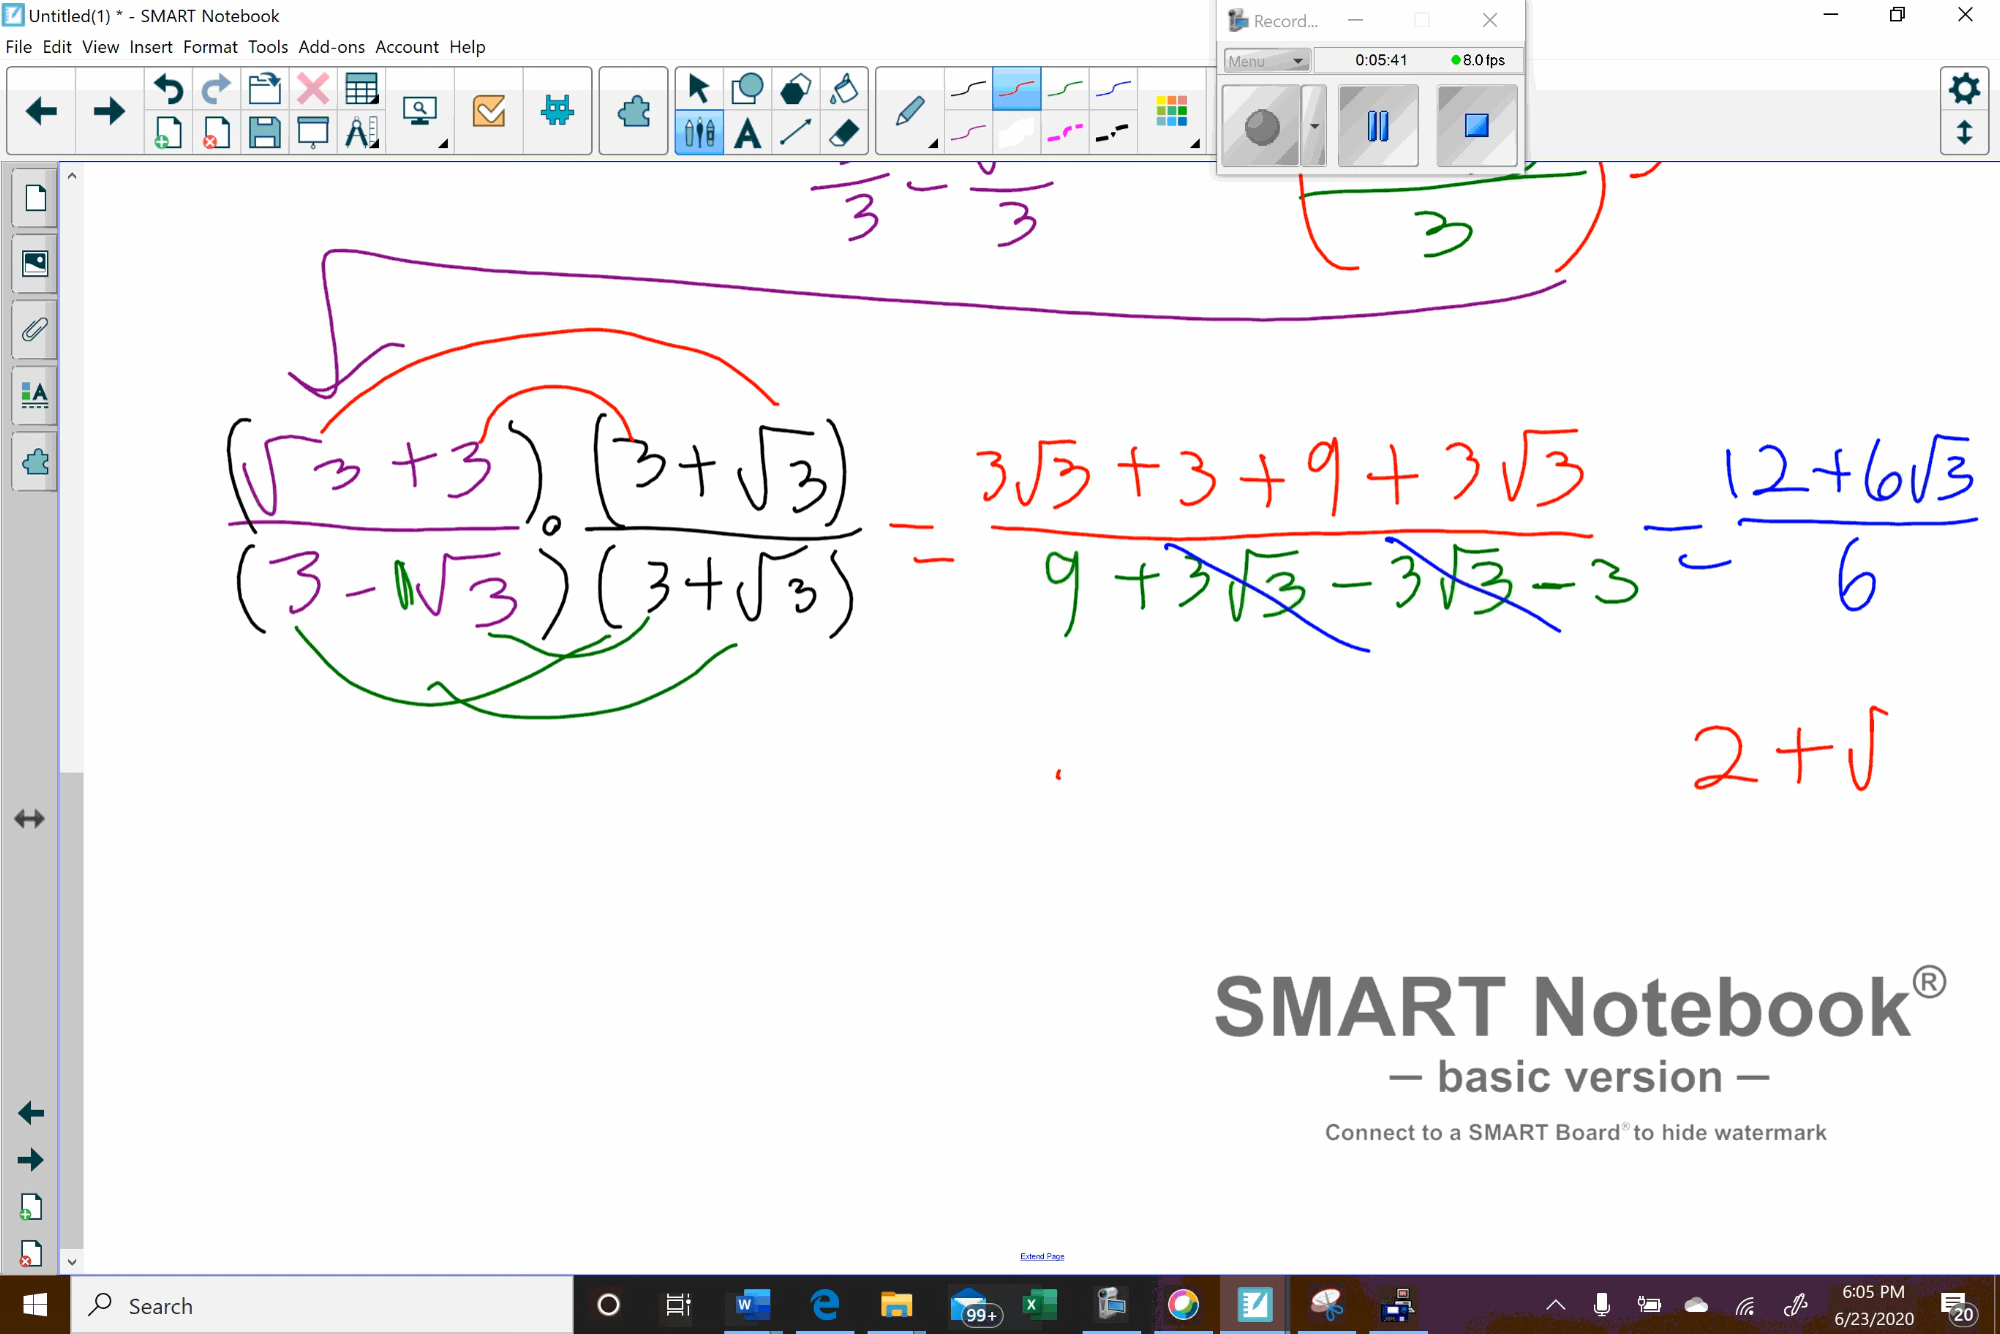 Untitled(1) * - SMART Notebook
Record...
File Edit View Insert Format Tools Add-ons Account Help
Menu 0:05:41 8.0 fps
3 - 3
3
(√3 + 3) · (3 + √3) = 3√3 + 3 + 9 + 3√3 = 12 + 6√3
(3 - 1√3) (3 + √3) 9 + 3√3 - 3√3 - 3 6
2 + √
SMART Notebook®
— basic version —
Connect to a SMART Board® to hide watermark
Extend Page
Search
99+
6:05 PM
6/23/2020
20